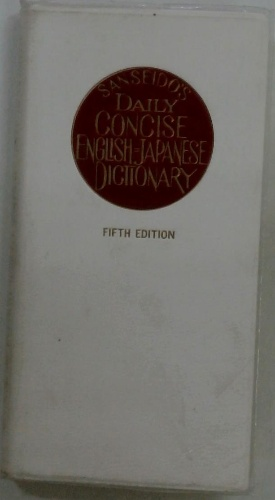 SANSEIDO'S
DAILY
CONCISE
ENGLISH-JAPANESE
DICTIONARY
FIFTH EDITION